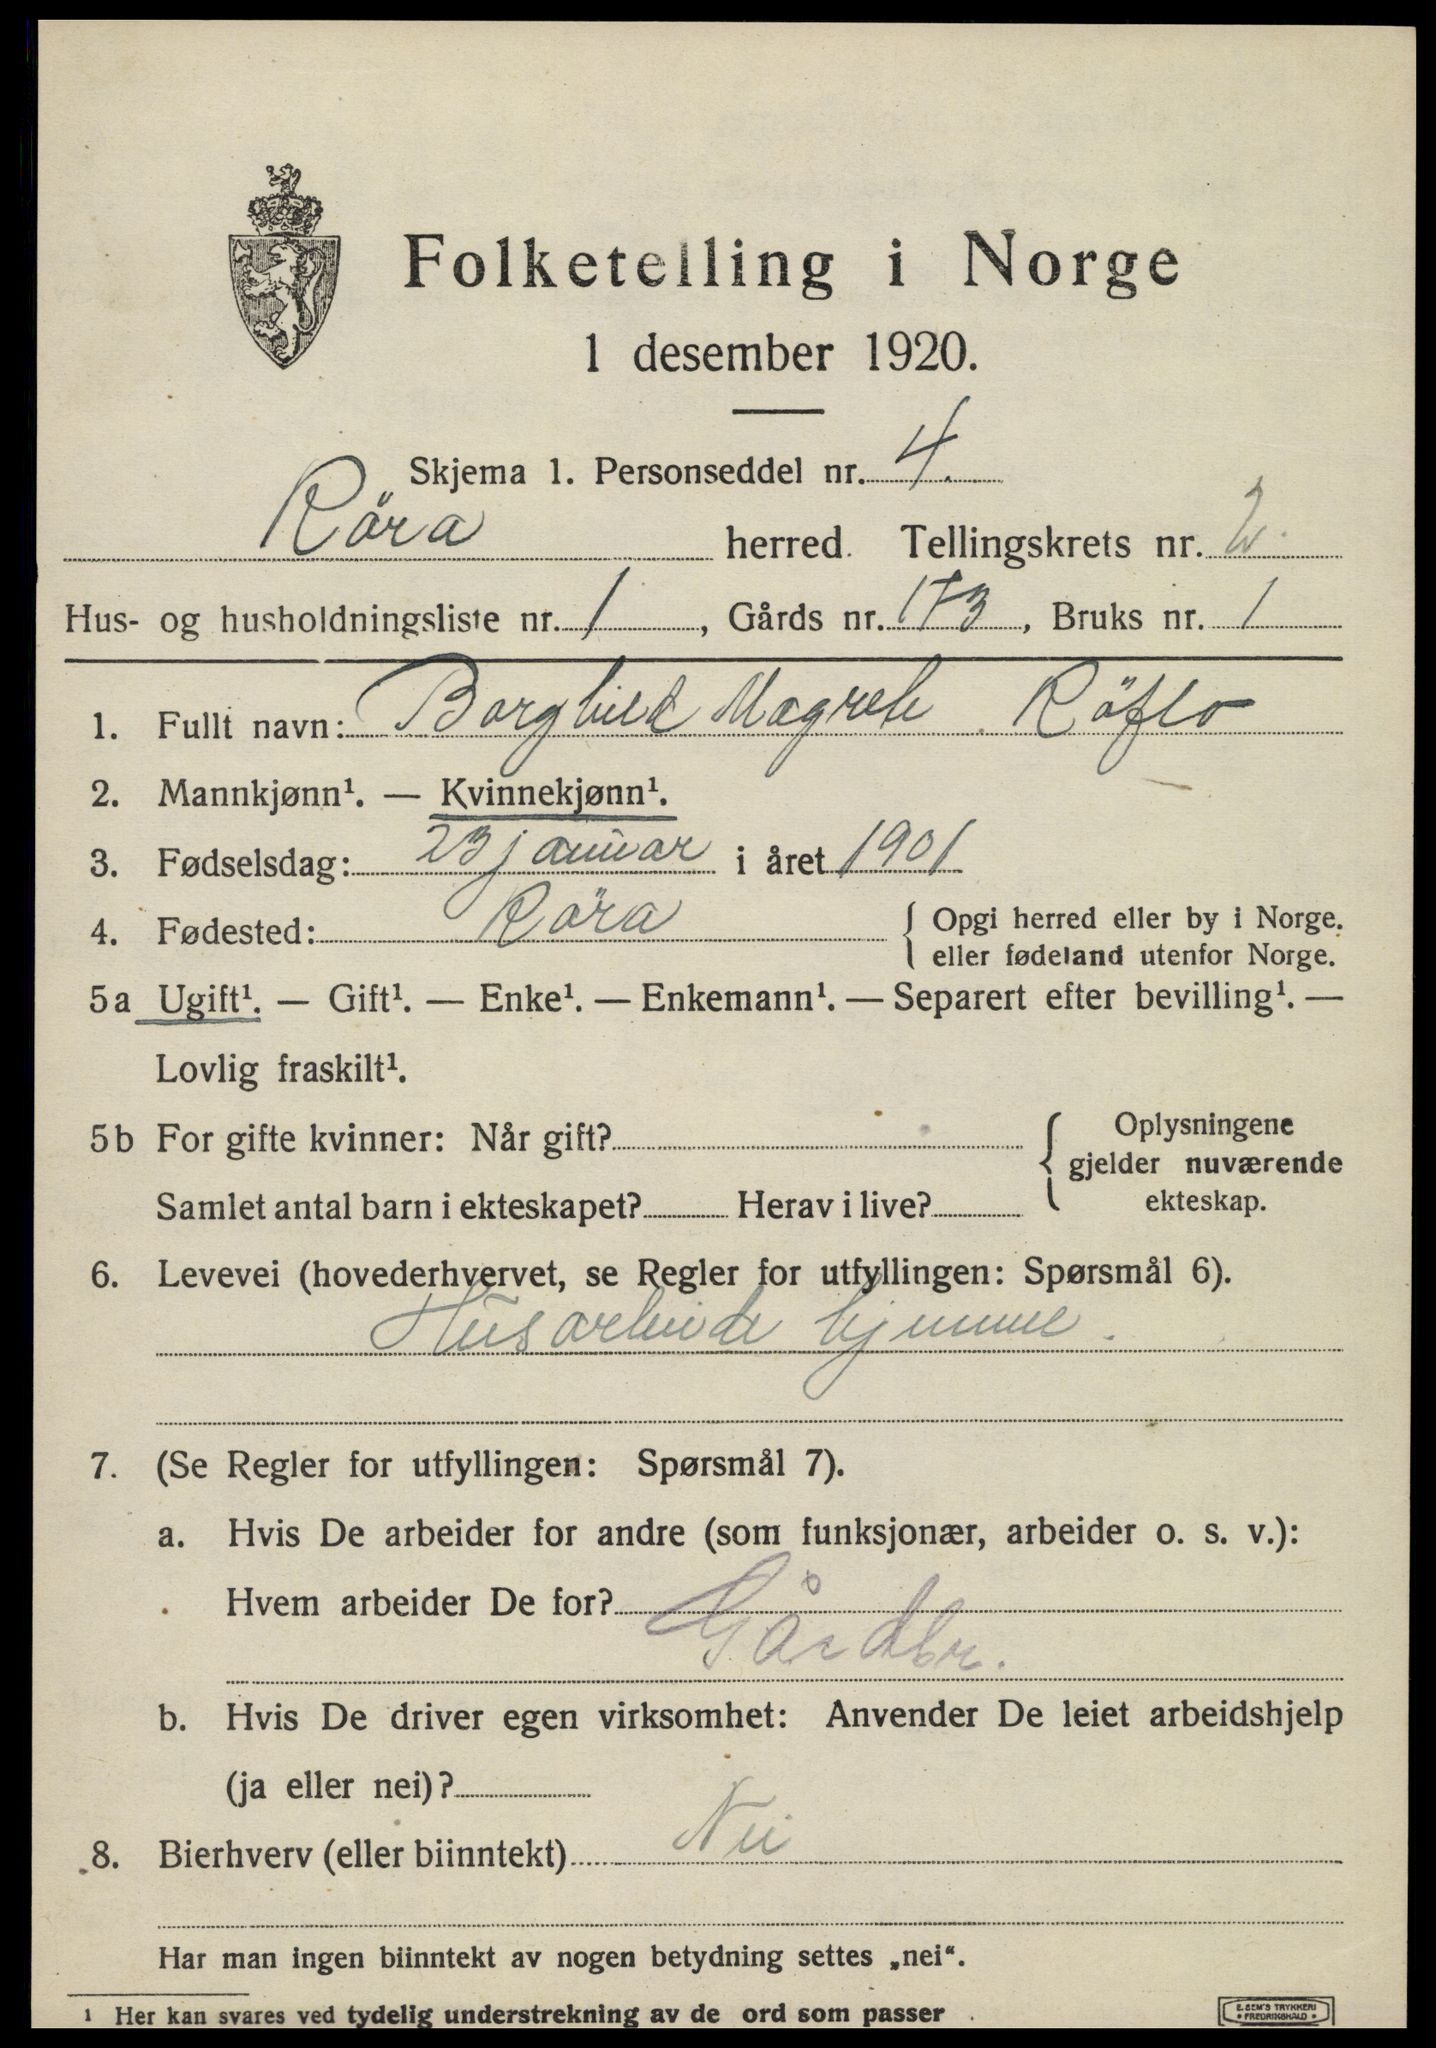 Folketelling i Norge
1 desember 1920.
Skjema 1. Personseddel nr. 4.
Röra herred. Tellingskrets nr. 2.
Hus- og husholdningsliste nr. 1, Gårds nr. 173, Bruks nr. 1
1. Fullt navn: Borghild Magrete Röflo
2. Mannkjønn¹. — Kvinnekjønn¹.
3. Fødselsdag: 23 januar i året 1901
4. Fødested: Röra { Opgi herred eller by i Norge.
eller fødeland utenfor Norge.
5a Ugift¹. — Gift¹. — Enke¹. — Enkemann¹. — Separert efter bevilling¹. —
Lovlig fraskilt¹.
5b For gifte kvinner: Når gift? { Oplysningene
gjelder nuværende
Samlet antal barn i ekteskapet? Herav i live? ekteskap.
6. Levevei (hovederhvervet, se Regler for utfyllingen: Spørsmål 6).
Husarbeide hjemme.
7. (Se Regler for utfyllingen: Spørsmål 7).
a. Hvis De arbeider for andre (som funksjonær, arbeider o. s. v.):
Hvem arbeider De for?
Gårdbr.
b. Hvis De driver egen virksomhet: Anvender De leiet arbeidshjelp
(ja eller nei)?
8. Bierhverv (eller biinntekt) Nei
Har man ingen biinntekt av nogen betydning settes „nei“.
¹ Her kan svares ved tydelig understrekning av de ord som passer.
E. SEM'S TRYKKERI
• FREDRIKSHALD •